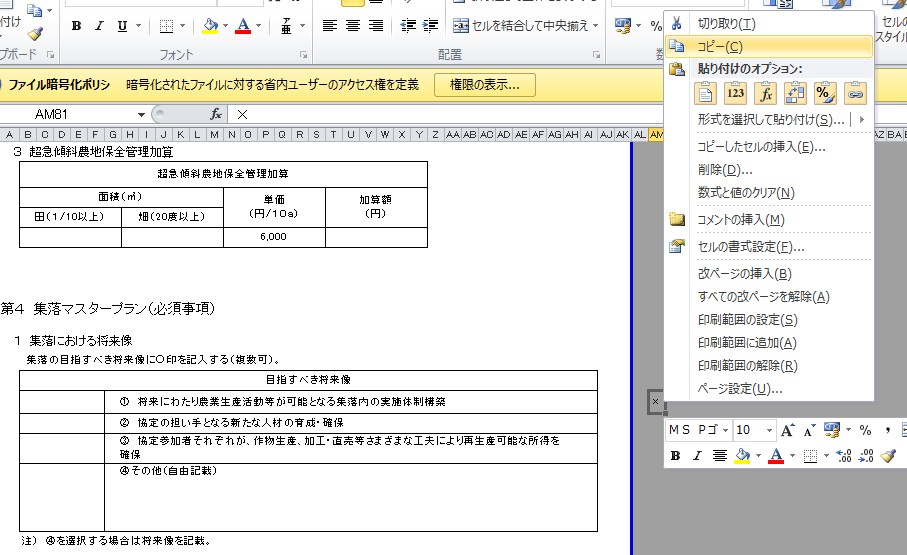 付け
B I U
フォント
セルを結合して中央揃え
配置
%
スタイル
ファイル暗号化ポリシ 暗号化されたファイルに対する省内ユーザーのアクセス権を定義 権限の表示...
AM81 fx ×
A B C D E F G H I J K L M N O P Q R S T U V W X Y Z AA AB AC AD AE AF AG AH AI AJ AK AL AM AZ BA
3 超急傾斜農地保全管理加算
超急傾斜農地保全管理加算
面積(㎡) 単価 加算額
田(1/10以上) 畑(20度以上) (円/10a) (円)
6,000
第4 集落マスタープラン(必須事項)
1 集落における将来像
集落の目指すべき将来像に○印を記入する(複数可)。
目指すべき将来像
① 将来にわたり農業生産活動等が可能となる集落内の実施体制構築
② 協定の担い手となる新たな人材の育成・確保
③ 協定参加者それぞれが、作物生産、加工・直売等さまざまな工夫により再生産可能な所得を
確保
④その他(自由記載)
注) ④を選択する場合は将来像を記載。
×
切り取り(T)
コピー(C)
貼り付けのオプション:
123 fx %
形式を選択して貼り付け(S)...
コピーしたセルの挿入(E)...
削除(D)...
数式と値のクリア(N)
コメントの挿入(M)
セルの書式設定(F)...
改ページの挿入(B)
すべての改ページを解除(A)
印刷範囲の設定(S)
印刷範囲に追加(A)
印刷範囲の解除(R)
ページ設定(U)...
MS Pゴ 10 A A % ,
B I A .00 .00